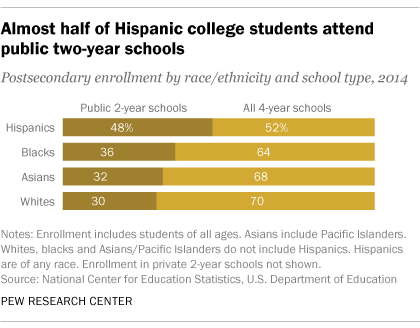 Almost half of Hispanic college students attend
public two-year schools
Postsecondary enrollment by race/ethnicity and school type, 2014
Public 2-year schools All 4-year schools
Hispanics 48% 52%
Blacks 36 64
Asians 32 68
Whites 30 70
Notes: Enrollment includes students of all ages. Asians include Pacific Islanders.
Whites, blacks and Asians/Pacific Islanders do not include Hispanics. Hispanics
are of any race. Enrollment in private 2-year schools not shown.
Source: National Center for Education Statistics, U.S. Department of Education
PEW RESEARCH CENTER